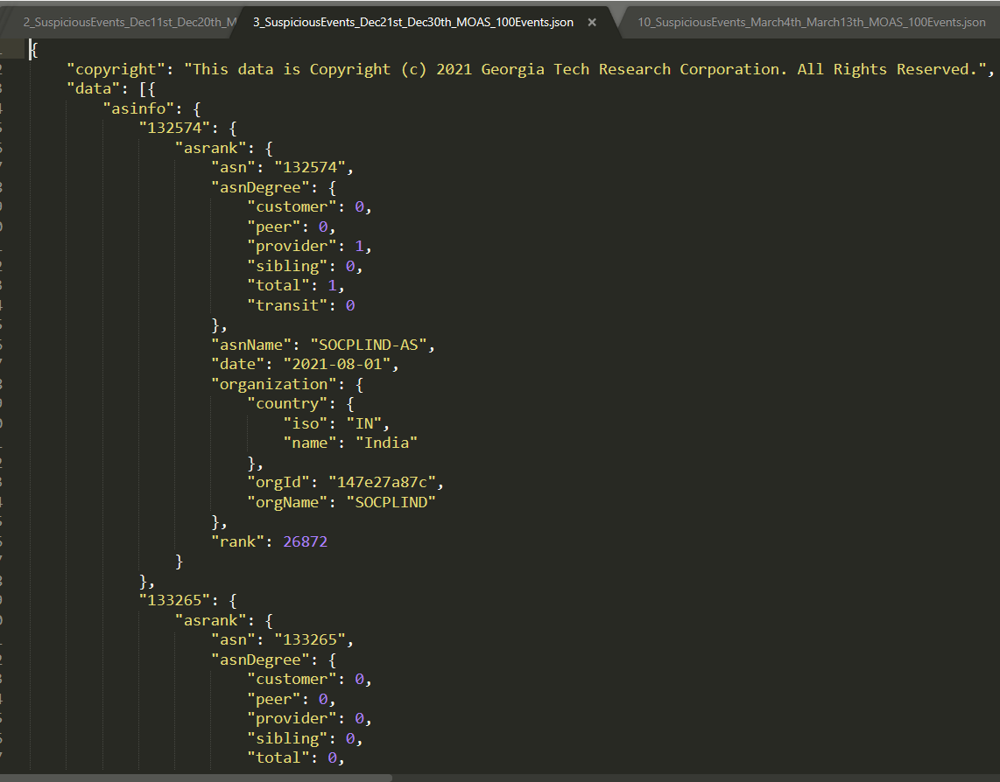 2_SuspiciousEvents_Dec11st_Dec20th_M
3_SuspiciousEvents_Dec21st_Dec30th_MOAS_100Events.json ×
10_SuspiciousEvents_March4th_March13th_MOAS_100Events.json
{
"copyright": "This data is Copyright (c) 2021 Georgia Tech Research Corporation. All Rights Reserved.",
"data": [{
"asinfo": {
"132574": {
"asrank": {
"asn": "132574",
"asnDegree": {
"customer": 0,
"peer": 0,
"provider": 1,
"sibling": 0,
"total": 1,
"transit": 0
},
"asnName": "SOCPLIND-AS",
"date": "2021-08-01",
"organization": {
"country": {
"iso": "IN",
"name": "India"
},
"orgId": "147e27a87c",
"orgName": "SOCPLIND"
},
"rank": 26872
}
},
"133265": {
"asrank": {
"asn": "133265",
"asnDegree": {
"customer": 0,
"peer": 0,
"provider": 0,
"sibling": 0,
"total": 0,